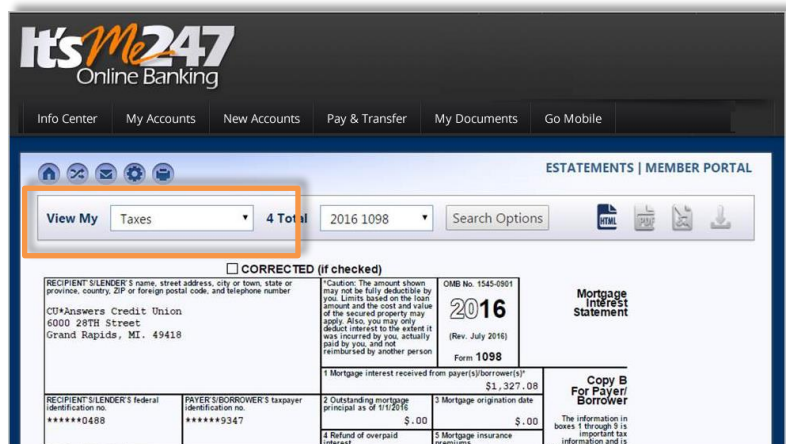 It'sMe247
Online Banking
Info Center My Accounts New Accounts Pay & Transfer My Documents Go Mobile
ESTATEMENTS | MEMBER PORTAL
View My Taxes 4 Total 2016 1098 Search Options HTML PDF
CORRECTED (if checked)
RECIPIENT'S/LENDER'S name, street address, city or town, state or
province, country, ZIP or foreign postal code, and telephone number
CU*Answers Credit Union
6000 28TH Street
Grand Rapids, MI. 49418
*Caution: The amount shown
may not be fully deductible by
you. Limits based on the loan
amount and the cost and value
of the secured property may
apply. Also, you may only
deduct interest to the extent it
was incurred by you, actually
paid by you, and not
reimbursed by another person
OMB No. 1545-0901
2016
(Rev. July 2016)
Form 1098
Mortgage
Interest
Statement
1 Mortgage interest received from payer(s)/borrower(s)*
$1,327.08
Copy B
For Payer/
Borrower
RECIPIENT'S/LENDER'S federal
identification no.
******0488
PAYER'S/BORROWER'S taxpayer
identification no.
******9347
2 Outstanding mortgage
principal as of 1/1/2016
$.00
3 Mortgage origination date
$.00
The information in
boxes 1 through 9 is
important tax
information and is
4 Refund of overpaid
interest
5 Mortgage insurance
premiums